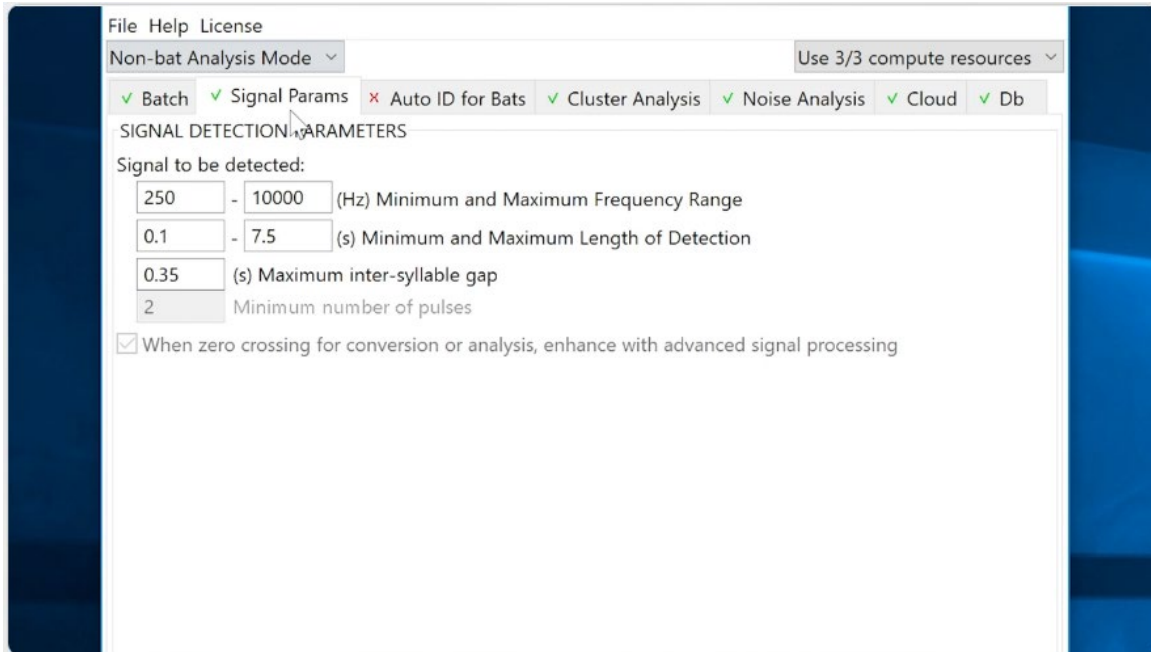 File Help License
Non-bat Analysis Mode Use 3/3 compute resources
Batch Signal Params Auto ID for Bats Cluster Analysis Noise Analysis Cloud Db
SIGNAL DETECTION PARAMETERS
Signal to be detected:
250 - 10000 (Hz) Minimum and Maximum Frequency Range
0.1 - 7.5 (s) Minimum and Maximum Length of Detection
0.35 (s) Maximum inter-syllable gap
2 Minimum number of pulses
When zero crossing for conversion or analysis, enhance with advanced signal processing